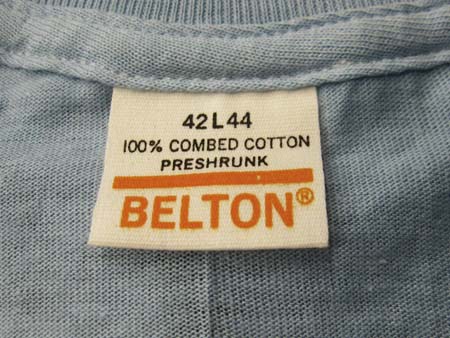 42 L 44
100% COMBED COTTON
PRESHRUNK
BELTON®